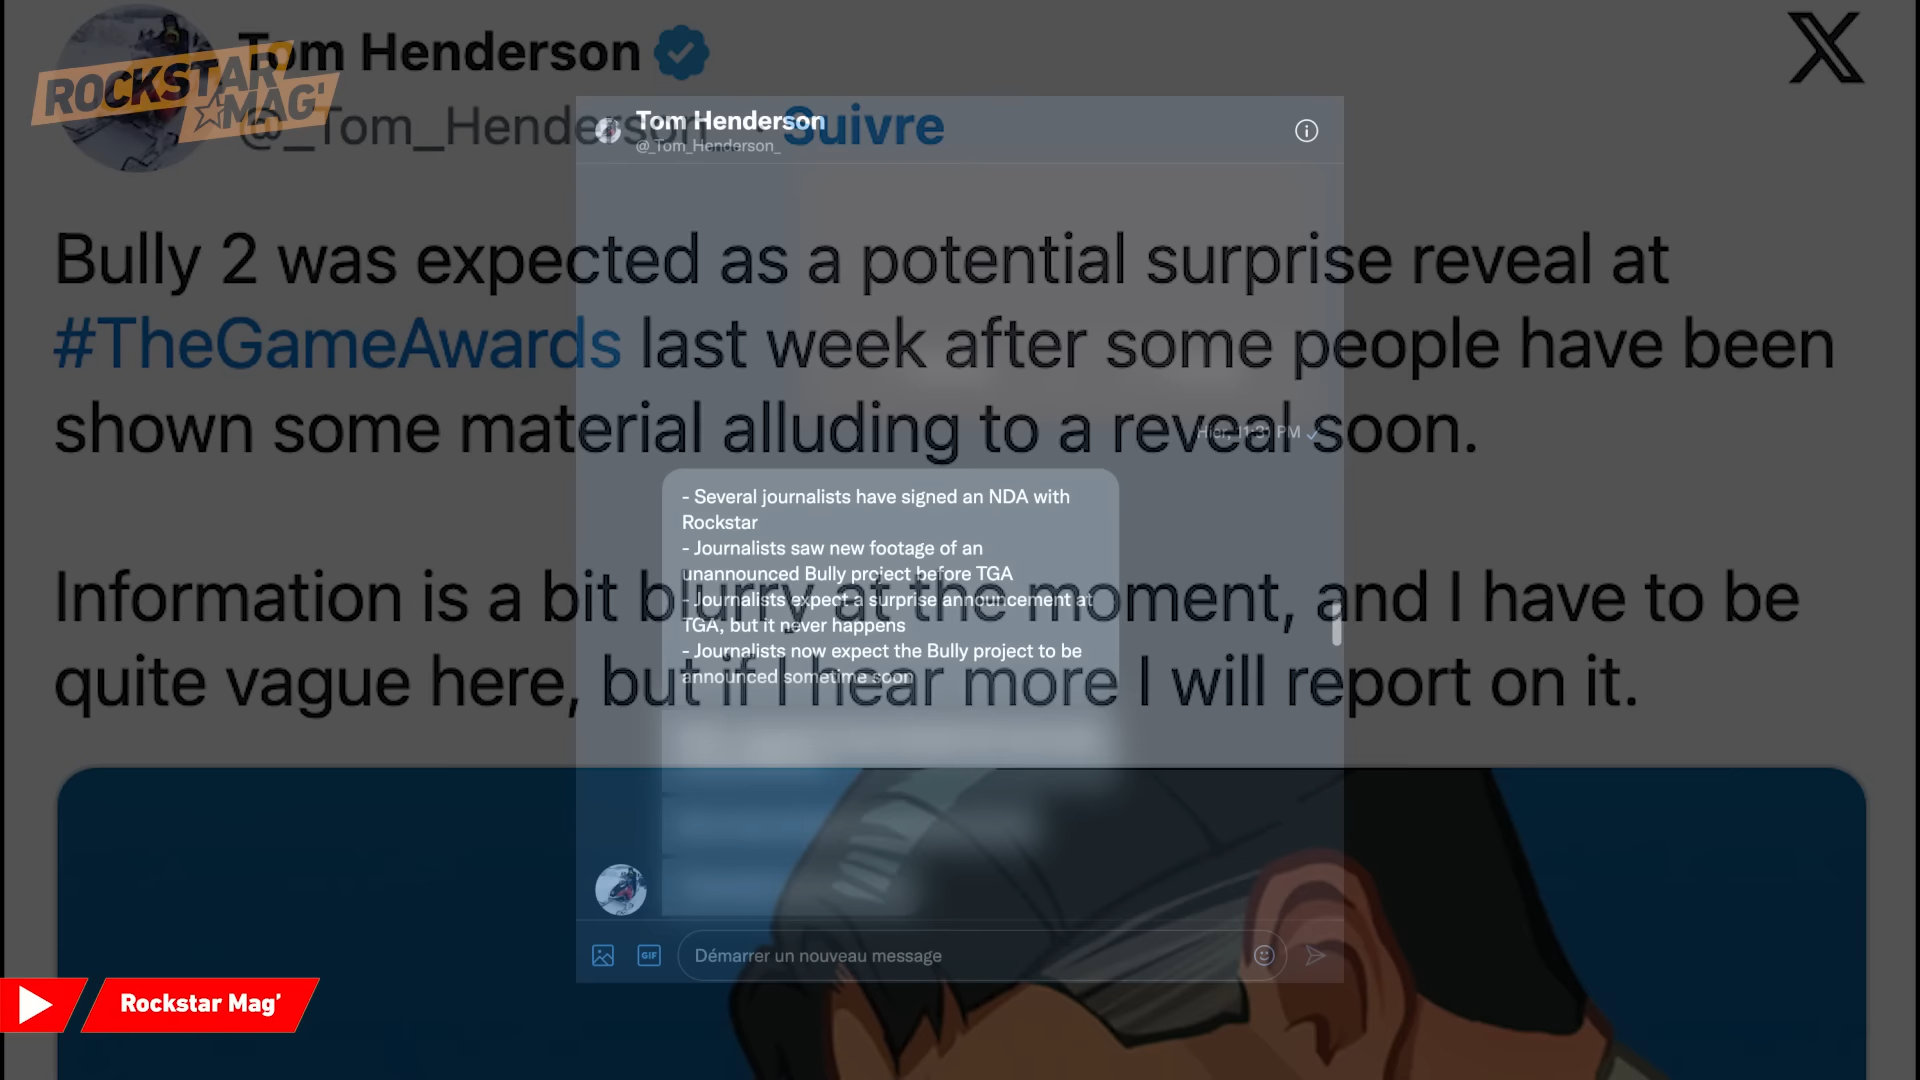 Tom Henderson
@_Tom_Henderson_ · Suivre
ROCKSTAR
MAG'
X
Tom Henderson
@_Tom_Henderson_
Bully 2 was expected as a potential surprise reveal at
#TheGameAwards last week after some people have been
shown some material alluding to a reveal soon.
Information is a bit blurry at the moment, and I have to be
quite vague here, but if I hear more I will report on it.
Hier, 11:31 PM
- Several journalists have signed an NDA with
Rockstar
- Journalists saw new footage of an
unannounced Bully project before TGA
- Journalists expect a surprise announcement at
TGA, but it never happens
- Journalists now expect the Bully project to be
announced sometime soon
GIF
Démarrer un nouveau message
Rockstar Mag'